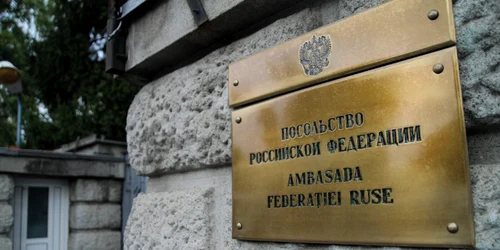 ПОСОЛЬСТВО
РОССИЙСКОЙ ФЕДЕРАЦИИ
AMBASADA
FEDERAȚIEI RUSE